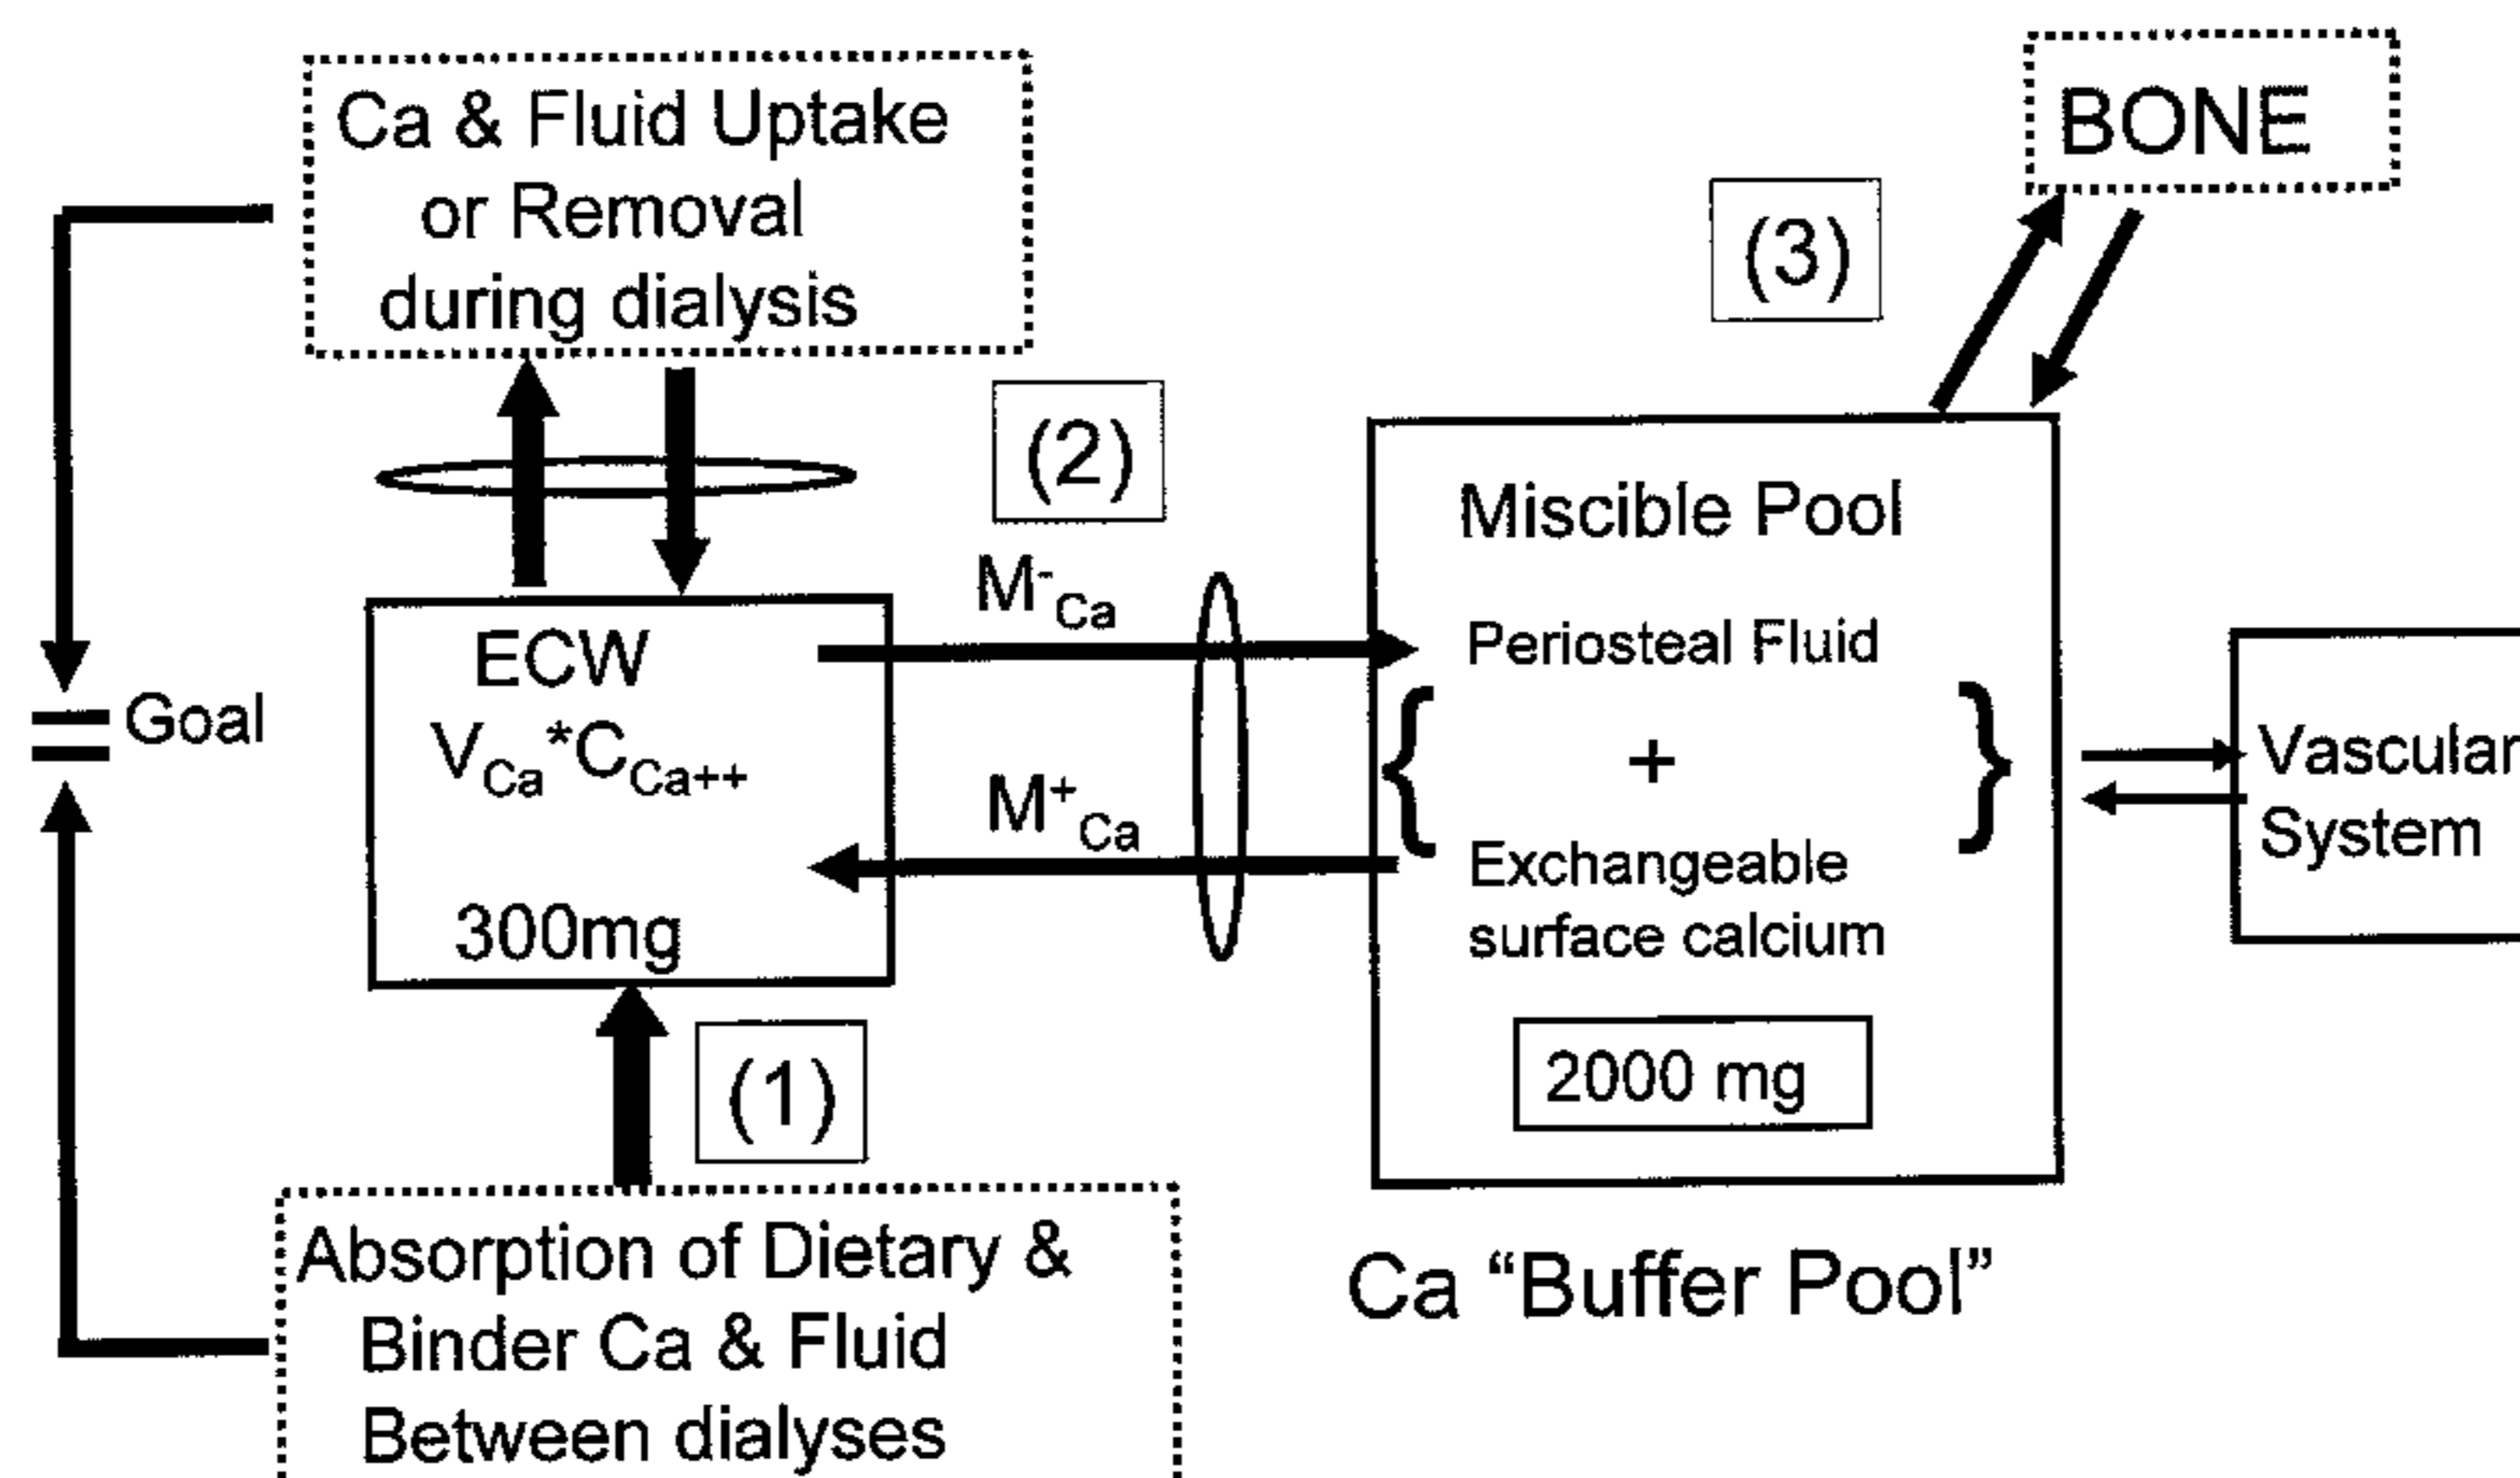 Ca & Fluid Uptake
or Removal
during dialysis
BONE
(3)
(2)
Goal
ECW
V_Ca*C_Ca++
300mg
M-Ca
M+Ca
Miscible Pool
Periosteal Fluid
{ + }
Exchangeable
surface calcium
2000 mg
Vascular
System
(1)
Absorption of Dietary &
Binder Ca & Fluid
Between dialyses
Ca “Buffer Pool”